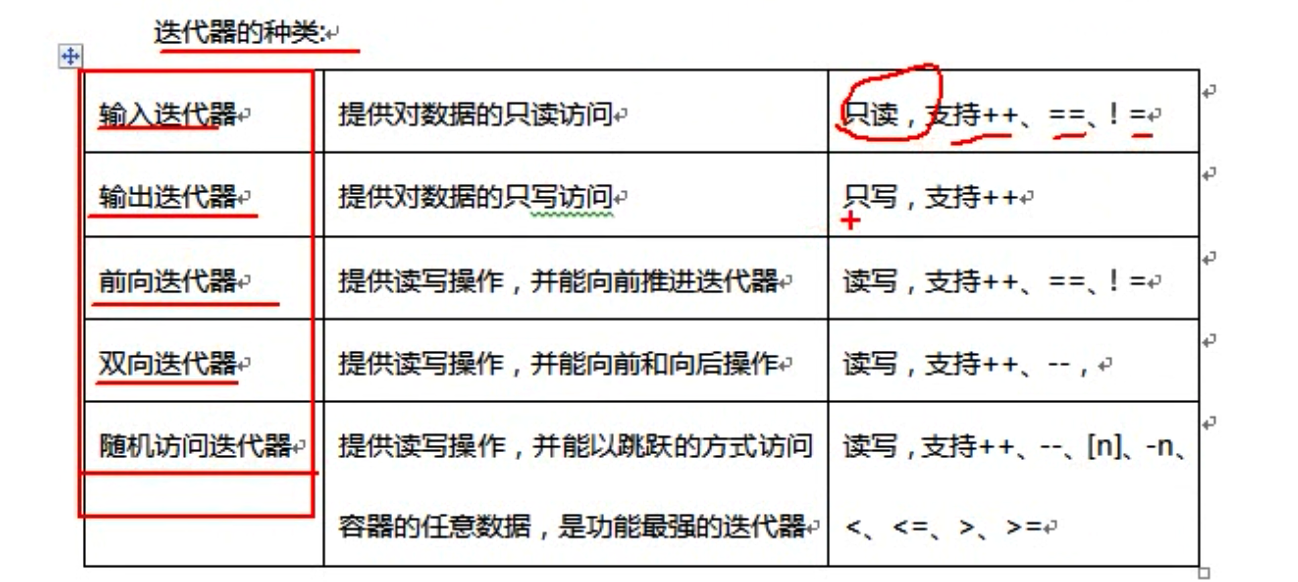 迭代器的种类:
输入迭代器 提供对数据的只读访问 只读，支持++、==、！=
输出迭代器 提供对数据的只写访问 只写，支持++
前向迭代器 提供读写操作，并能向前推进迭代器 读写，支持++、==、！=
双向迭代器 提供读写操作，并能向前和向后操作 读写，支持++、--，
随机访问迭代器 提供读写操作，并能以跳跃的方式访问 读写，支持++、--、[n]、-n、
容器的任意数据，是功能最强的迭代器 <、<=、>、>=